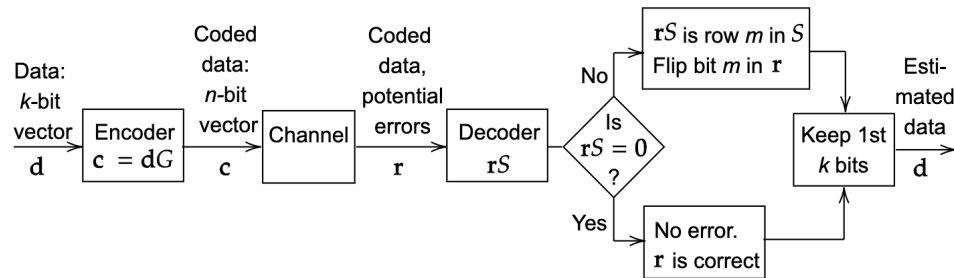 Data:
k-bit
vector
d
Encoder
c = dG
Coded
data:
n-bit
vector
c
Channel
Coded
data,
potential
errors
r
Decoder
rS
Is
rS = 0
?
No
rS is row m in S
Flip bit m in r
Yes
No error.
r is correct
Keep 1st
k bits
Esti-
mated
data
d